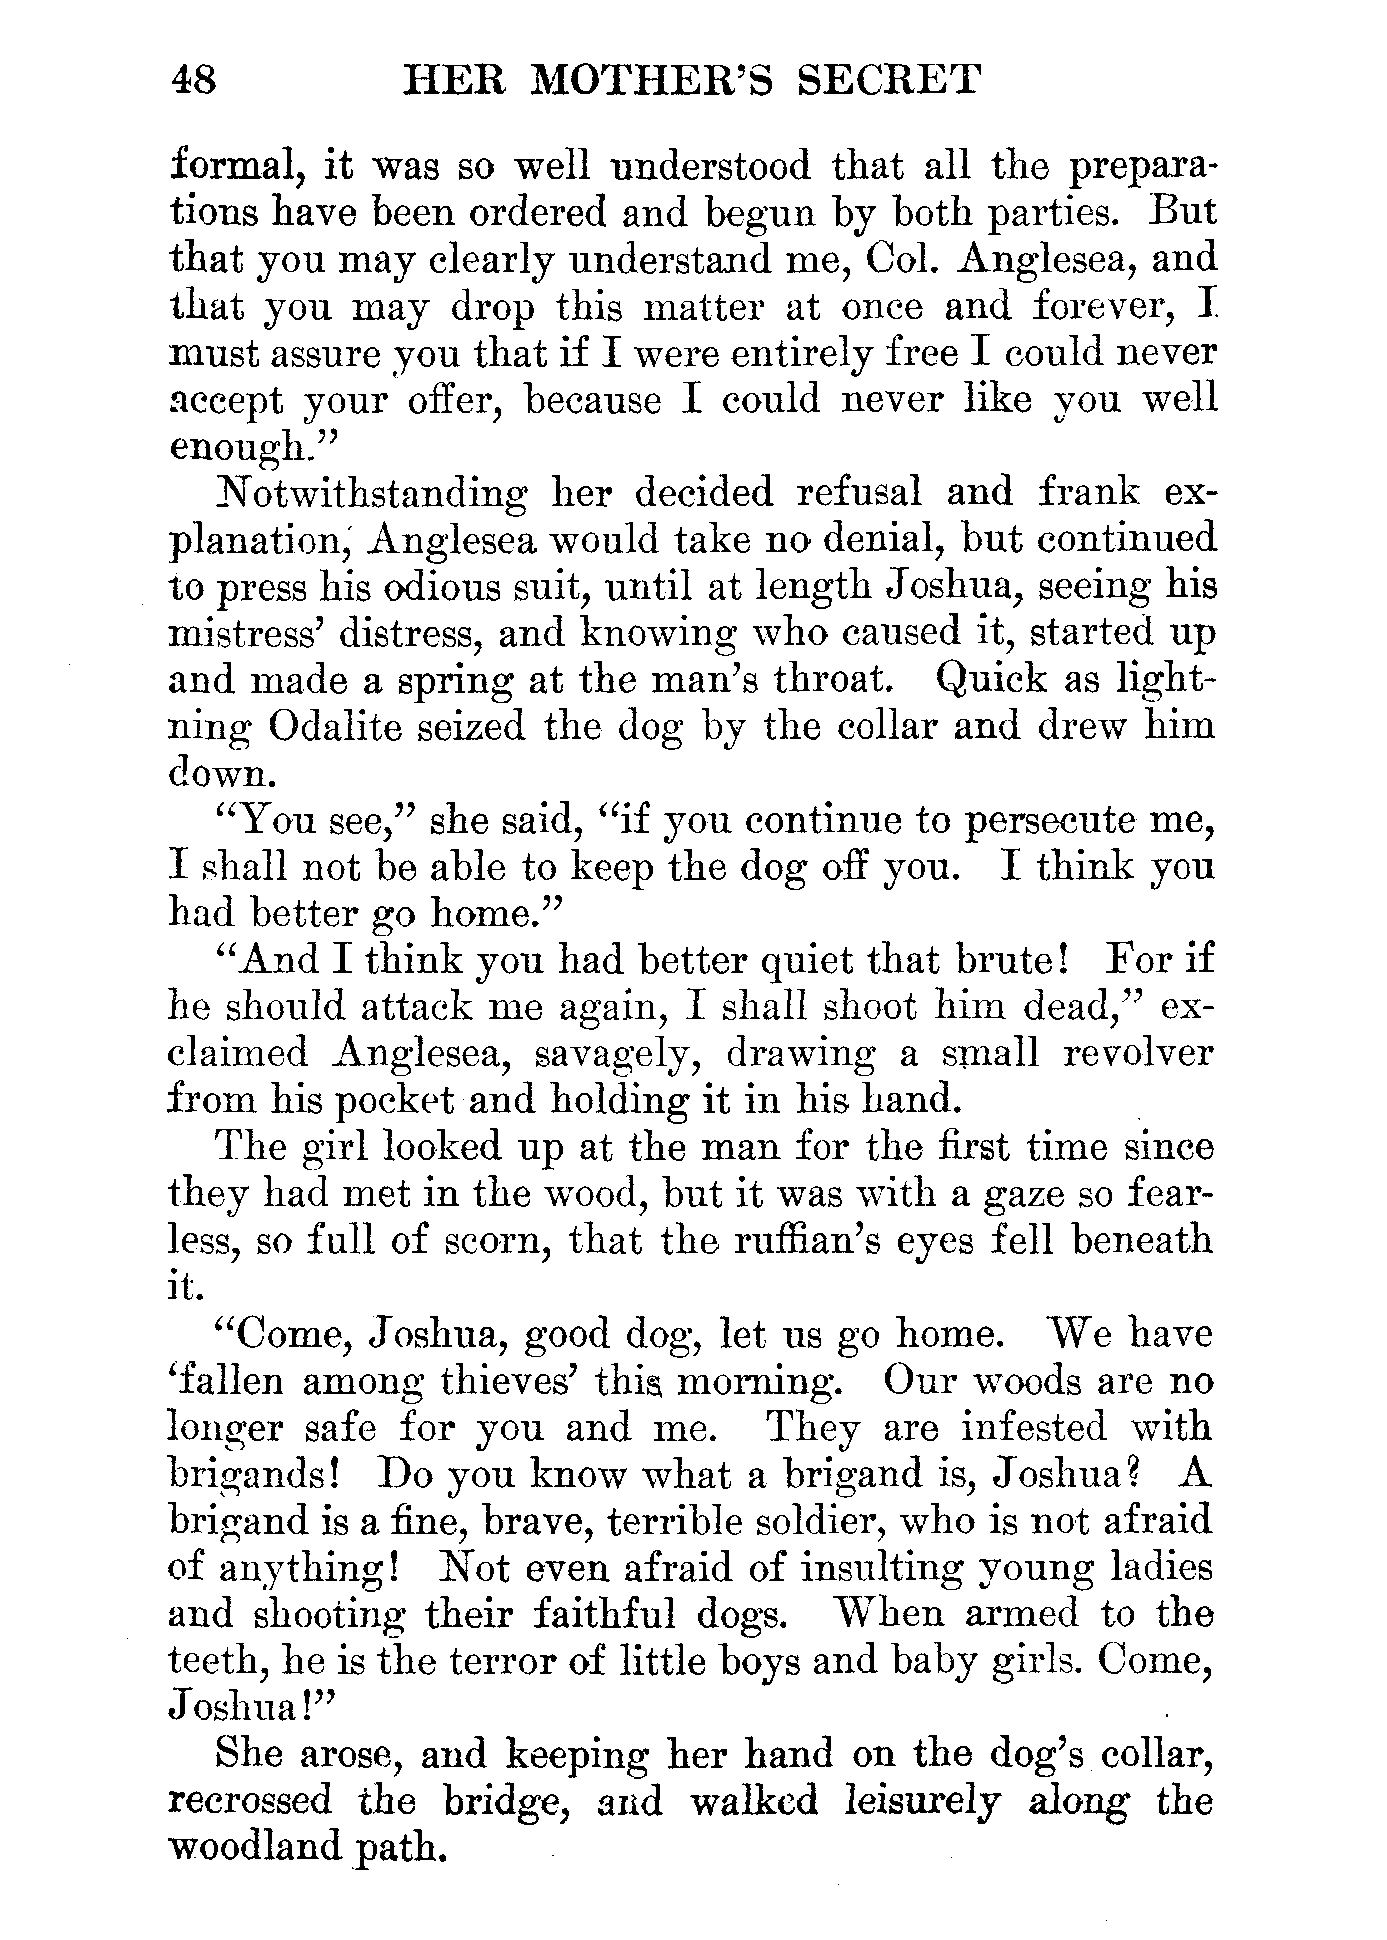 48 HER MOTHER'S SECRET
formal, it was so well understood that all the prepara-
tions have been ordered and begun by both parties. But
that you may clearly understand me, Col. Anglesea, and
that you may drop this matter at once and forever, I
must assure you that if I were entirely free I could never
accept your offer, because I could never like you well
enough."
Notwithstanding her decided refusal and frank ex-
planation, Anglesea would take no denial, but continued
to press his odious suit, until at length Joshua, seeing his
mistress' distress, and knowing who caused it, started up
and made a spring at the man's throat. Quick as light-
ning Odalite seized the dog by the collar and drew him
down.
"You see," she said, "if you continue to persecute me,
I shall not be able to keep the dog off you. I think you
had better go home."
"And I think you had better quiet that brute! For if
he should attack me again, I shall shoot him dead," ex-
claimed Anglesea, savagely, drawing a small revolver
from his pocket and holding it in his hand.
The girl looked up at the man for the first time since
they had met in the wood, but it was with a gaze so fear-
less, so full of scorn, that the ruffian's eyes fell beneath
it.
"Come, Joshua, good dog, let us go home. We have
'fallen among thieves' this morning. Our woods are no
longer safe for you and me. They are infested with
brigands! Do you know what a brigand is, Joshua? A
brigand is a fine, brave, terrible soldier, who is not afraid
of anything! Not even afraid of insulting young ladies
and shooting their faithful dogs. When armed to the
teeth, he is the terror of little boys and baby girls. Come,
Joshua!"
She arose, and keeping her hand on the dog's collar,
recrossed the bridge, and walked leisurely along the
woodland path.